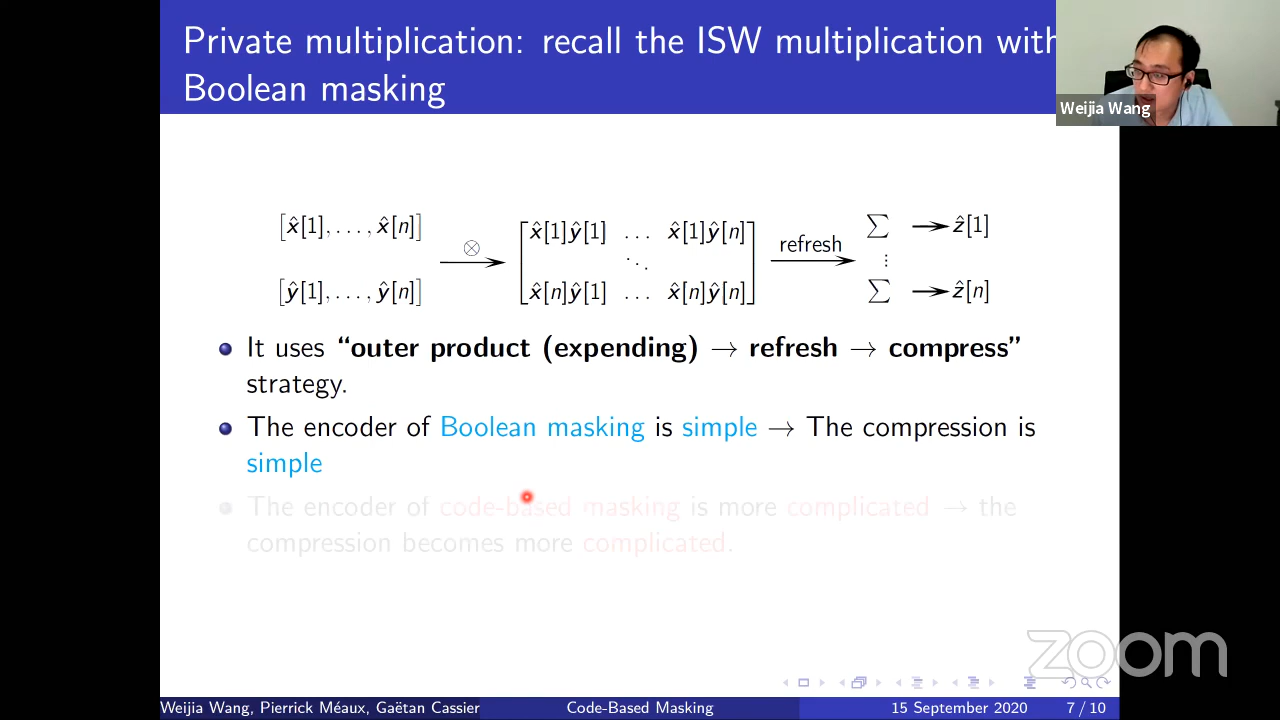 Private multiplication: recall the ISW multiplication with
Boolean masking
Weijia Wang
[x̂[1], . . . , x̂[n]]
[ŷ[1], . . . , ŷ[n]]
⊗
x̂[1]ŷ[1] . . . x̂[1]ŷ[n]
⋱
x̂[n]ŷ[1] . . . x̂[n]ŷ[n]
refresh
∑ → ẑ[1]
⋮
∑ → ẑ[n]
It uses “outer product (expending) → refresh → compress”
strategy.
The encoder of Boolean masking is simple → The compression is
simple
The encoder of code-based masking is more complicated → the
compression becomes more complicated.
zoom
Weijia Wang, Pierrick Méaux, Gaëtan Cassier
Code-Based Masking
15 September 2020
7 / 10